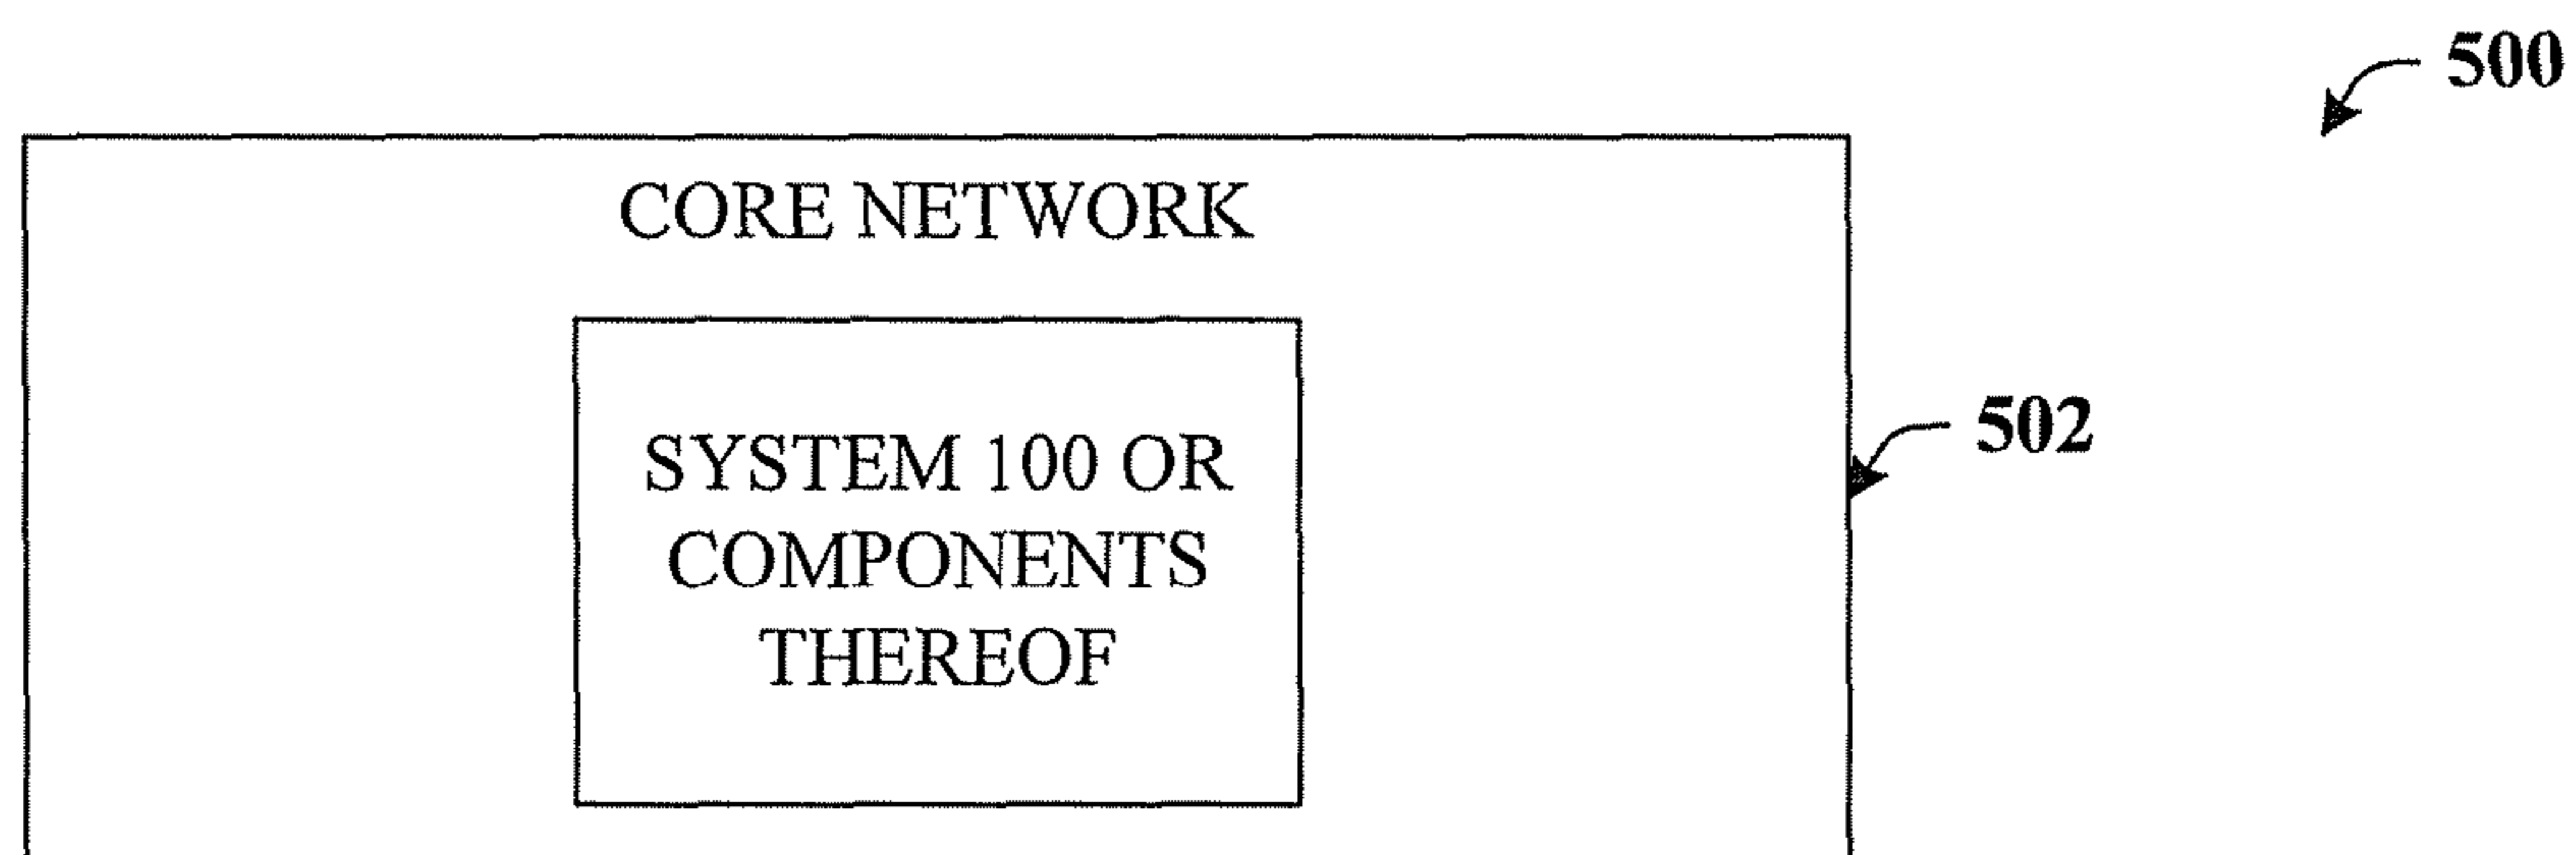 500
CORE NETWORK
502
SYSTEM 100 OR
COMPONENTS
THEREOF